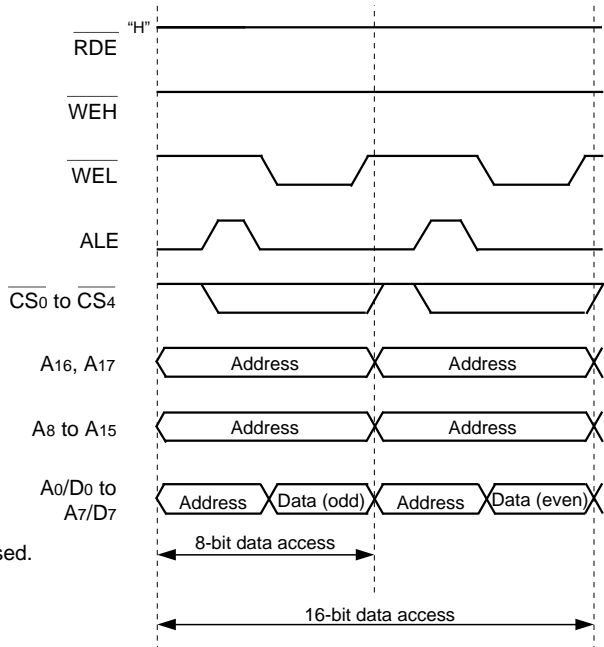 "H"
RDE
WEH
WEL
ALE
CS0 to CS4
A16, A17 Address Address
A8 to A15 Address Address
A0/D0 to
A7/D7
Address Data (odd) Address Data (even)
sed.
8-bit data access
16-bit data access